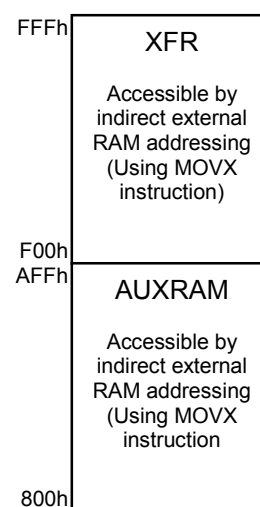 FFFh
XFR
Accessible by
indirect external
RAM addressing
(Using MOVX
instruction)
F00h
AFFh
AUXRAM
Accessible by
indirect external
RAM addressing
(Using MOVX
instruction
800h